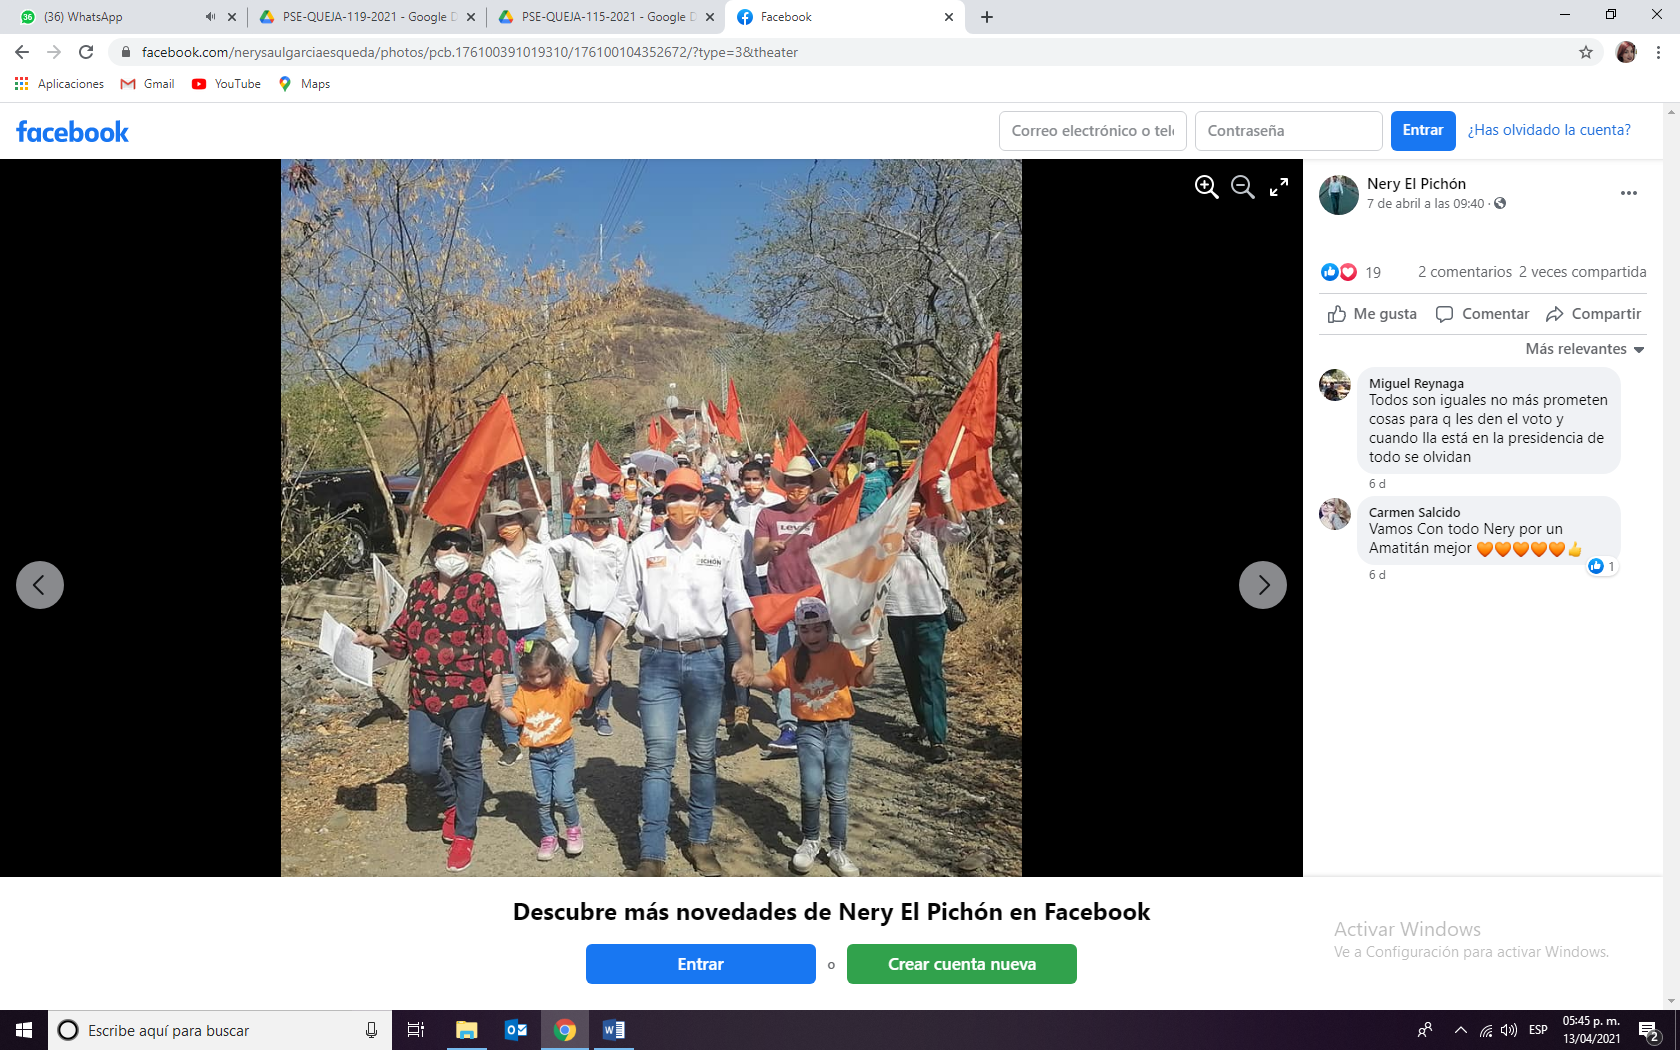 36
(36) WhatsApp
PSE-QUEJA-119-2021 - Google D
PSE-QUEJA-115-2021 - Google D
Facebook
facebook.com/nerysaulgarciaesqueda/photos/pcb.176100391019310/176100104352672/?type=3&theater
Aplicaciones
Gmail
YouTube
Maps
facebook
Correo electrónico o tel
Contraseña
Entrar
¿Has olvidado la cuenta?
Nery El Pichón
7 de abril a las 09:40 ·
19
2 comentarios 2 veces compartida
Me gusta
Comentar
Compartir
Más relevantes
Miguel Reynaga
Todos son iguales no más prometen
cosas para q les den el voto y
cuando lla está en la presidencia de
todo se olvidan
6 d
Carmen Salcido
Vamos Con todo Nery por un
Amatitán mejor 🧡🧡🧡🧡🧡👍
1
6 d
LEVI'S
PICHÓN
Descubre más novedades de Nery El Pichón en Facebook
Entrar
o
Crear cuenta nueva
Activar Windows
Ve a Configuración para activar Windows.
Escribe aquí para buscar
ESP
05:45 p. m.
13/04/2021
2